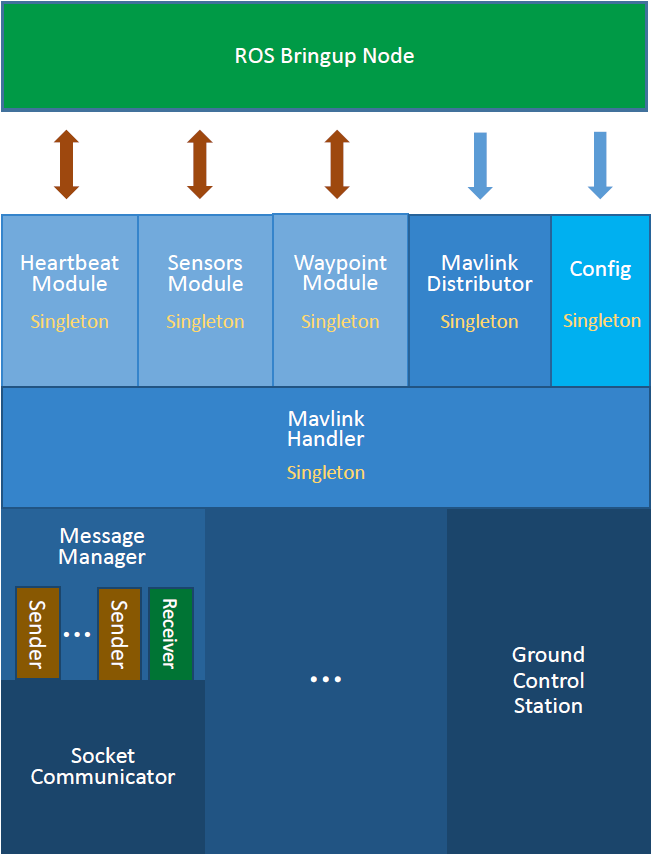 ROS Bringup Node
Heartbeat
Module
Singleton
Sensors
Module
Singleton
Waypoint
Module
Singleton
Mavlink
Distributor
Singleton
Config
Singleton
Mavlink
Handler
Singleton
Message
Manager
Sender
...
Sender
Receiver
Socket
Communicator
...
Ground
Control
Station